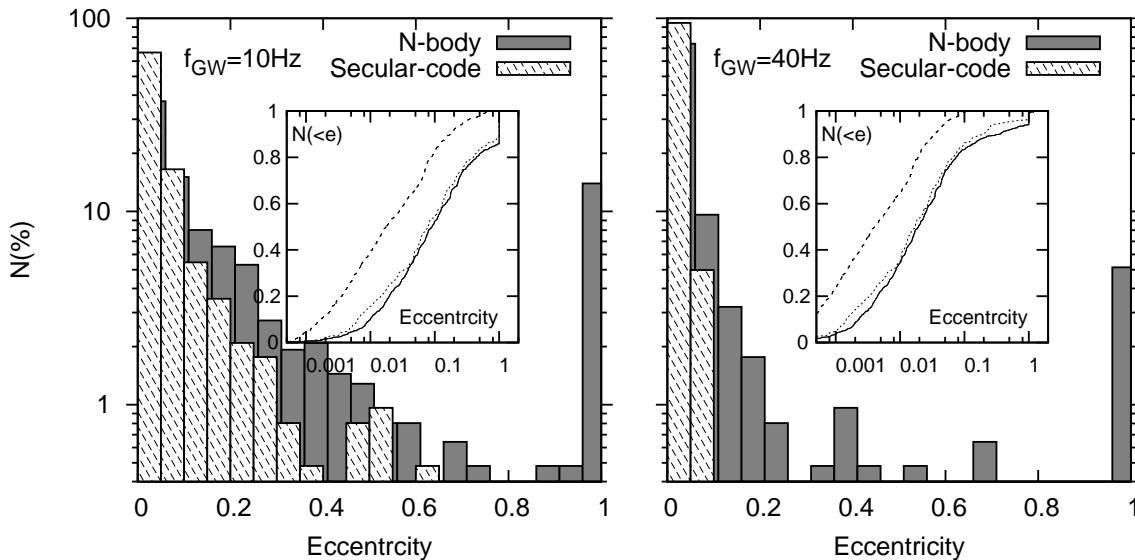 100
10
1
N(%)
f_GW=10Hz
N-body
Secular-code
1
0.8
0.6
0.4
0.2
0
N(<e)
Eccentrcity
0.001
0.01
0.1
1
0
0.2
0.4
0.6
0.8
1
Eccentrcity
f_GW=40Hz
N-body
Secular-code
1
0.8
0.6
0.4
0.2
0
N(<e)
Eccentrcity
0.001
0.01
0.1
1
0
0.2
0.4
0.6
0.8
1
Eccentrcity